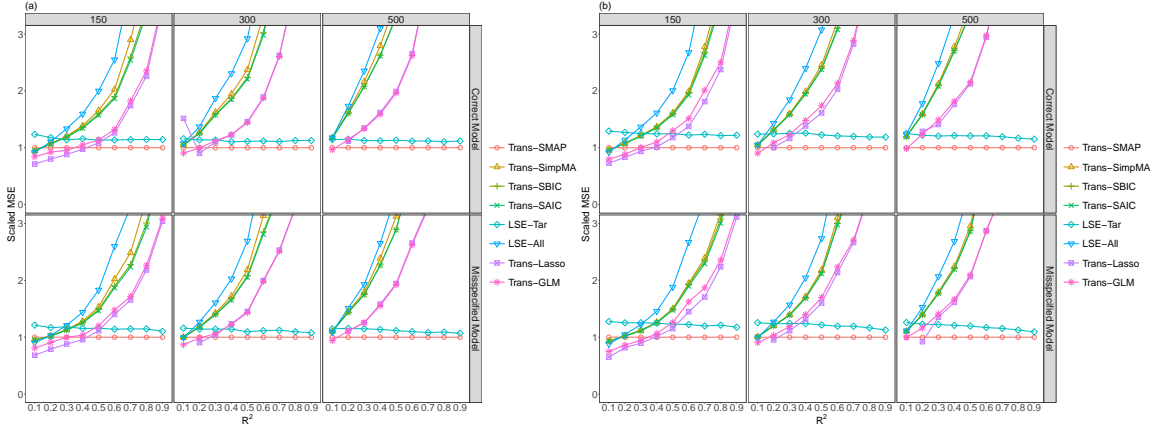 (a)
150 300 500
Scaled MSE
3
2
1
0
Correct Model
3
2
1
0
Misspecified Model
0.1 0.2 0.3 0.4 0.5 0.6 0.7 0.8 0.9 0.1 0.2 0.3 0.4 0.5 0.6 0.7 0.8 0.9 0.1 0.2 0.3 0.4 0.5 0.6 0.7 0.8 0.9
R²
Trans−SMAP
Trans−SimpMA
Trans−SBIC
Trans−SAIC
LSE−Tar
LSE−All
Trans−Lasso
Trans−GLM
(b)
150 300 500
Scaled MSE
3
2
1
0
Correct Model
3
2
1
0
Misspecified Model
0.1 0.2 0.3 0.4 0.5 0.6 0.7 0.8 0.9 0.1 0.2 0.3 0.4 0.5 0.6 0.7 0.8 0.9 0.1 0.2 0.3 0.4 0.5 0.6 0.7 0.8 0.9
R²
Trans−SMAP
Trans−SimpMA
Trans−SBIC
Trans−SAIC
LSE−Tar
LSE−All
Trans−Lasso
Trans−GLM